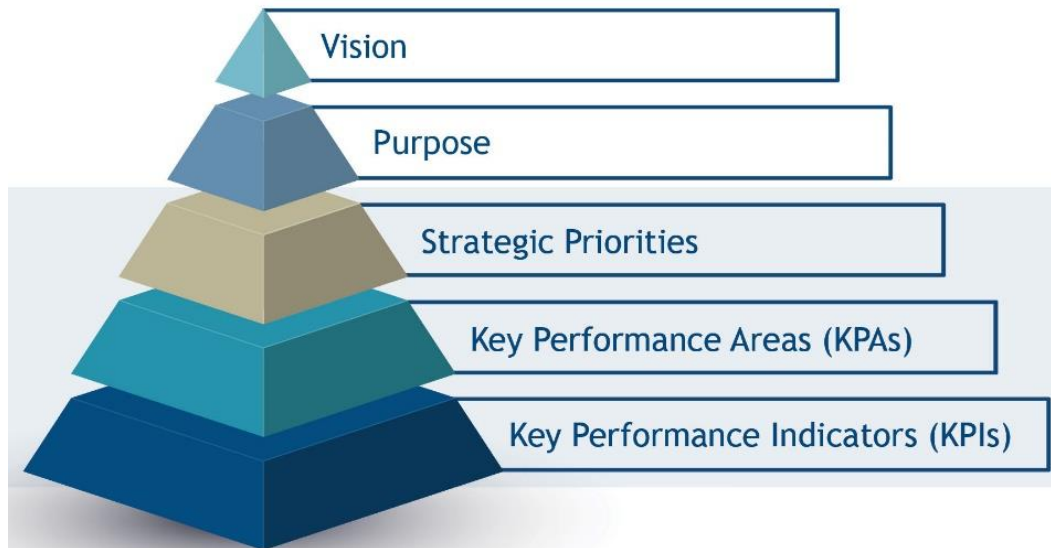 Vision
Purpose
Strategic Priorities
Key Performance Areas (KPAs)
Key Performance Indicators (KPIs)